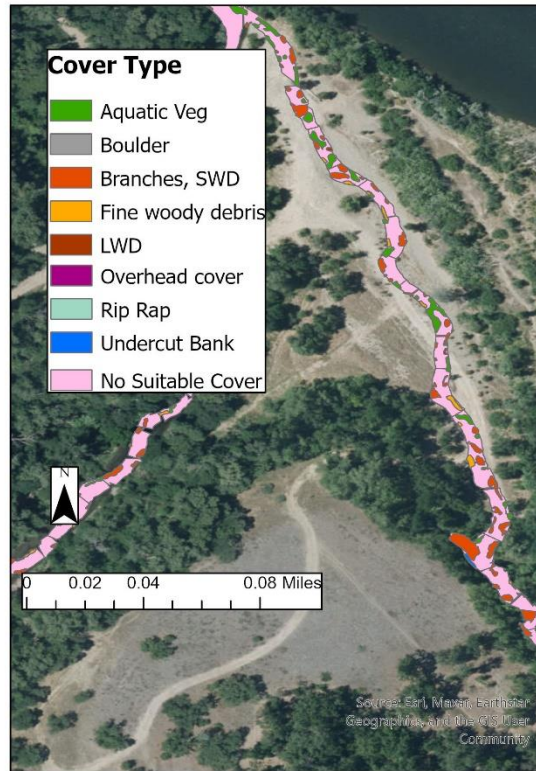 Cover Type
Aquatic Veg
Boulder
Branches, SWD
Fine woody debris
LWD
Overhead cover
Rip Rap
Undercut Bank
No Suitable Cover
N
0 0.02 0.04 0.08 Miles
Source: Esri, Maxar, Earthstar
Geographics, and the GIS User
Community